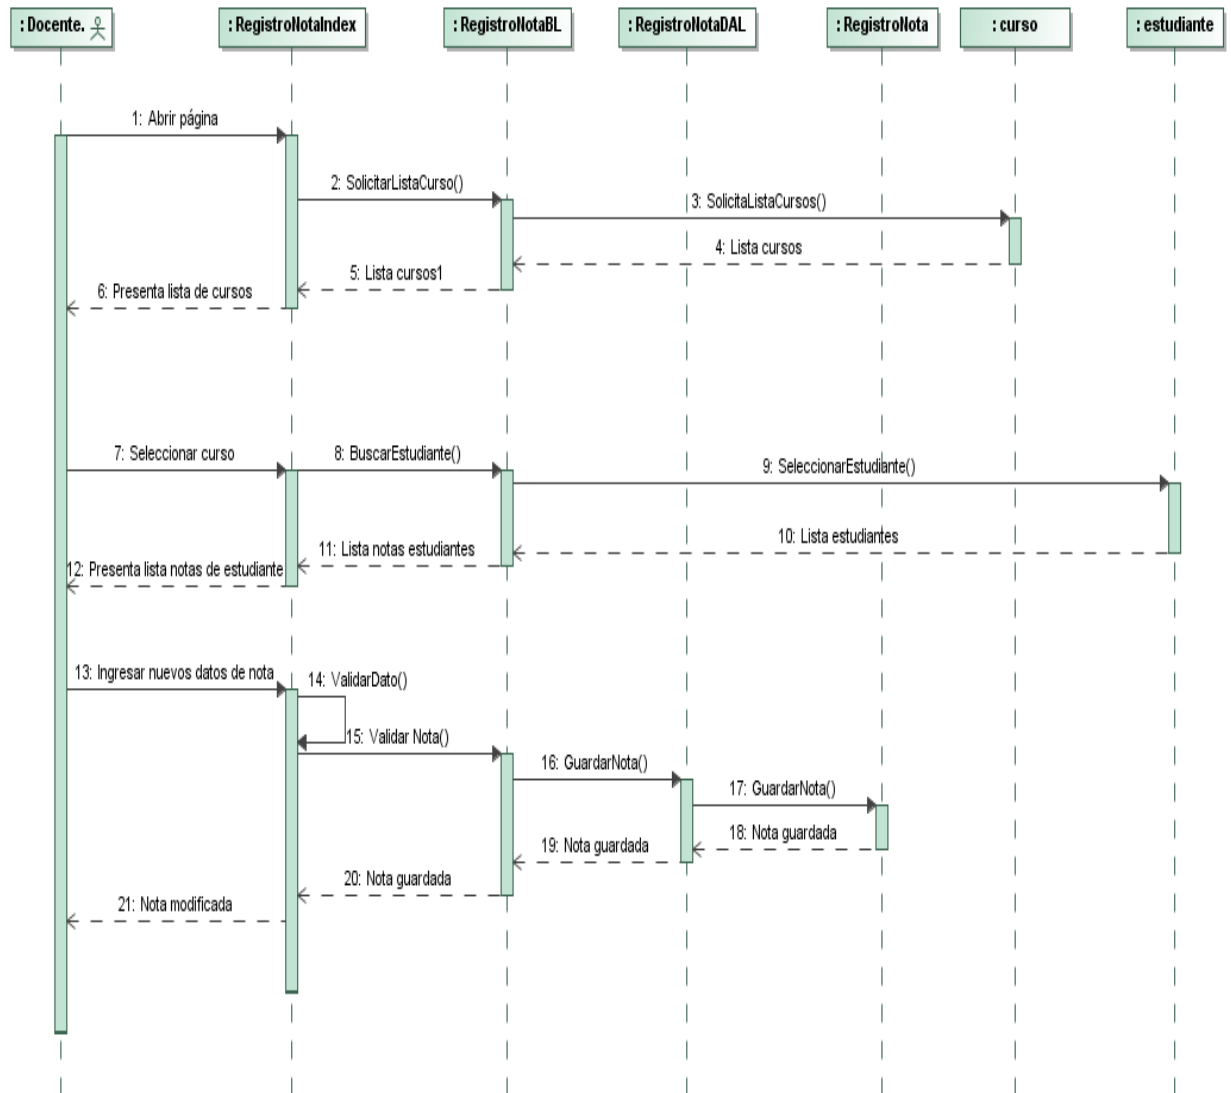 : Docente.
: RegistroNotaIndex
: RegistroNotaBL
: RegistroNotaDAL
: RegistroNota
: curso
: estudiante
1: Abrir página
2: SolicitarListaCurso()
3: SolicitaListaCursos()
4: Lista cursos
5: Lista cursos1
6: Presenta lista de cursos
7: Seleccionar curso
8: BuscarEstudiante()
9: SeleccionarEstudiante()
10: Lista estudiantes
11: Lista notas estudiantes
12: Presenta lista notas de estudiante
13: Ingresar nuevos datos de nota
14: ValidarDato()
15: Validar Nota()
16: GuardarNota()
17: GuardarNota()
18: Nota guardada
19: Nota guardada
20: Nota guardada
21: Nota modificada